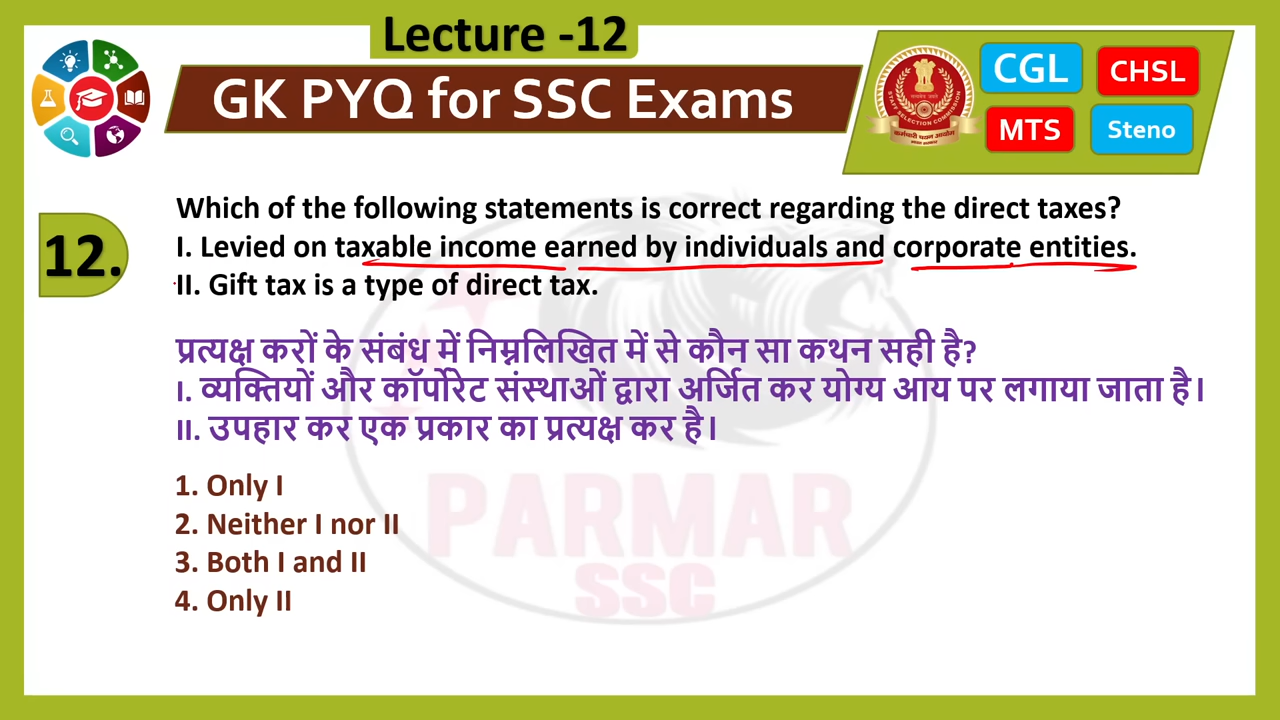 Lecture -12
GK PYQ for SSC Exams
CGL
CHSL
MTS
Steno
12.
Which of the following statements is correct regarding the direct taxes?
I. Levied on taxable income earned by individuals and corporate entities.
II. Gift tax is a type of direct tax.
प्रत्यक्ष करों के संबंध में निम्नलिखित में से कौन सा कथन सही है?
I. व्यक्तियों और कॉर्पोरेट संस्थाओं द्वारा अर्जित कर योग्य आय पर लगाया जाता है।
II. उपहार कर एक प्रकार का प्रत्यक्ष कर है।
1. Only I
2. Neither I nor II
3. Both I and II
4. Only II
PARMAR
SSC